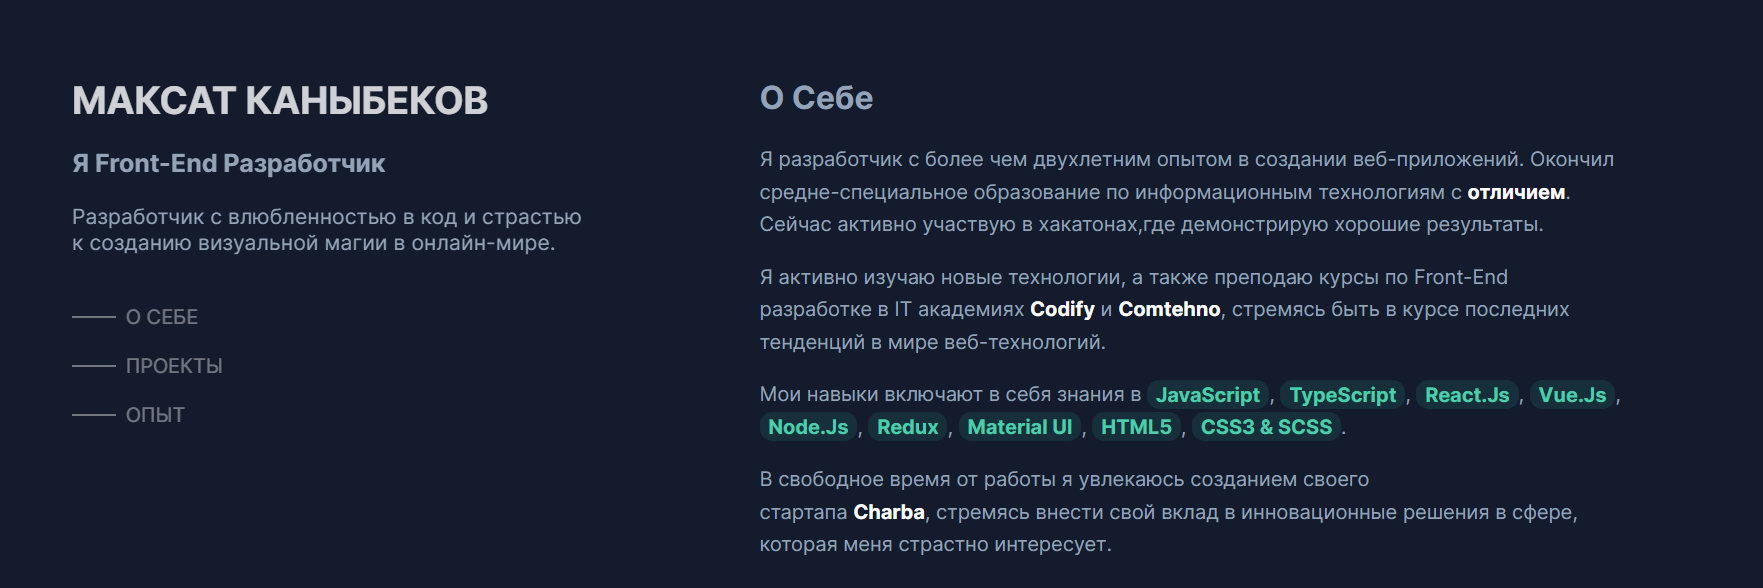 МАКСАТ КАНЫБЕКОВ
Я Front-End Разработчик
Разработчик с влюбленностью в код и страстью
к созданию визуальной магии в онлайн-мире.
О СЕБЕ
ПРОЕКТЫ
ОПЫТ
О Себе
Я разработчик с более чем двухлетним опытом в создании веб-приложений. Окончил
средне-специальное образование по информационным технологиям с отличием.
Сейчас активно участвую в хакатонах,где демонстрирую хорошие результаты.
Я активно изучаю новые технологии, а также преподаю курсы по Front-End
разработке в IT академиях Codify и Comtehno, стремясь быть в курсе последних
тенденций в мире веб-технологий.
Мои навыки включают в себя знания в JavaScript, TypeScript, React.Js, Vue.Js,
Node.Js, Redux, Material UI, HTML5, CSS3 & SCSS.
В свободное время от работы я увлекаюсь созданием своего
стартапа Charba, стремясь внести свой вклад в инновационные решения в сфере,
которая меня страстно интересует.